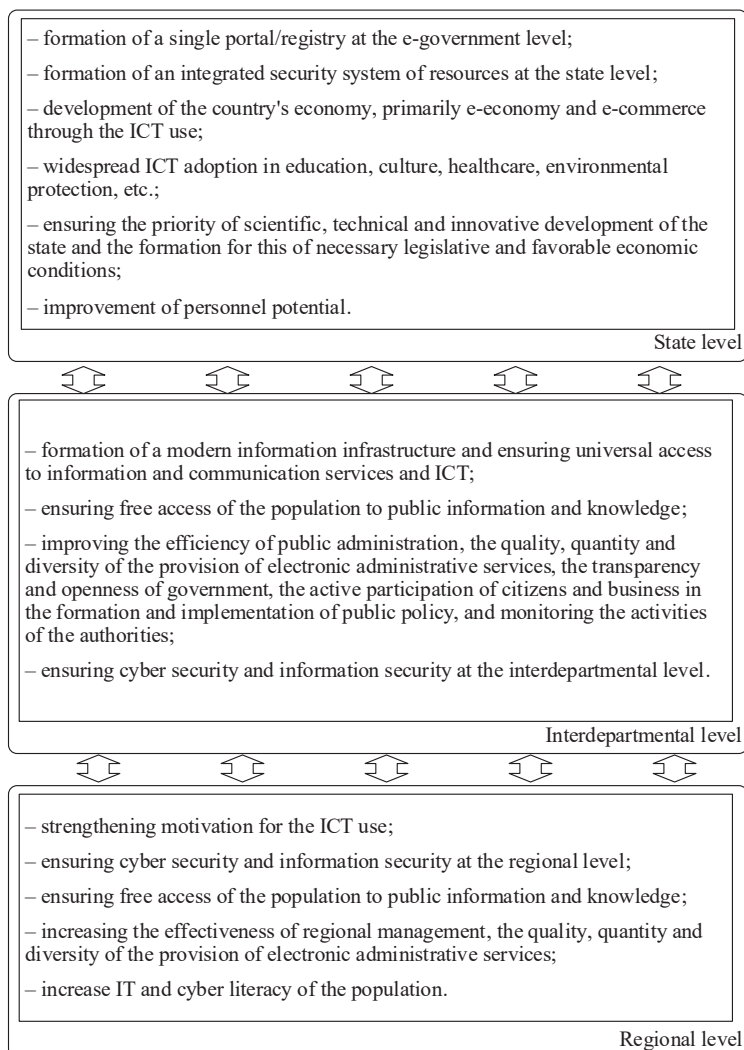 – formation of a single portal/registry at the e-government level;
– formation of an integrated security system of resources at the state level;
– development of the country's economy, primarily e-economy and e-commerce
through the ICT use;
– widespread ICT adoption in education, culture, healthcare, environmental
protection, etc.;
– ensuring the priority of scientific, technical and innovative development of the
state and the formation for this of necessary legislative and favorable economic
conditions;
– improvement of personnel potential.
State level
– formation of a modern information infrastructure and ensuring universal access
to information and communication services and ICT;
– ensuring free access of the population to public information and knowledge;
– improving the efficiency of public administration, the quality, quantity and
diversity of the provision of electronic administrative services, the transparency
and openness of government, the active participation of citizens and business in
the formation and implementation of public policy, and monitoring the activities
of the authorities;
– ensuring cyber security and information security at the interdepartmental level.
Interdepartmental level
– strengthening motivation for the ICT use;
– ensuring cyber security and information security at the regional level;
– ensuring free access of the population to public information and knowledge;
– increasing the effectiveness of regional management, the quality, quantity and
diversity of the provision of electronic administrative services;
– increase IT and cyber literacy of the population.
Regional level